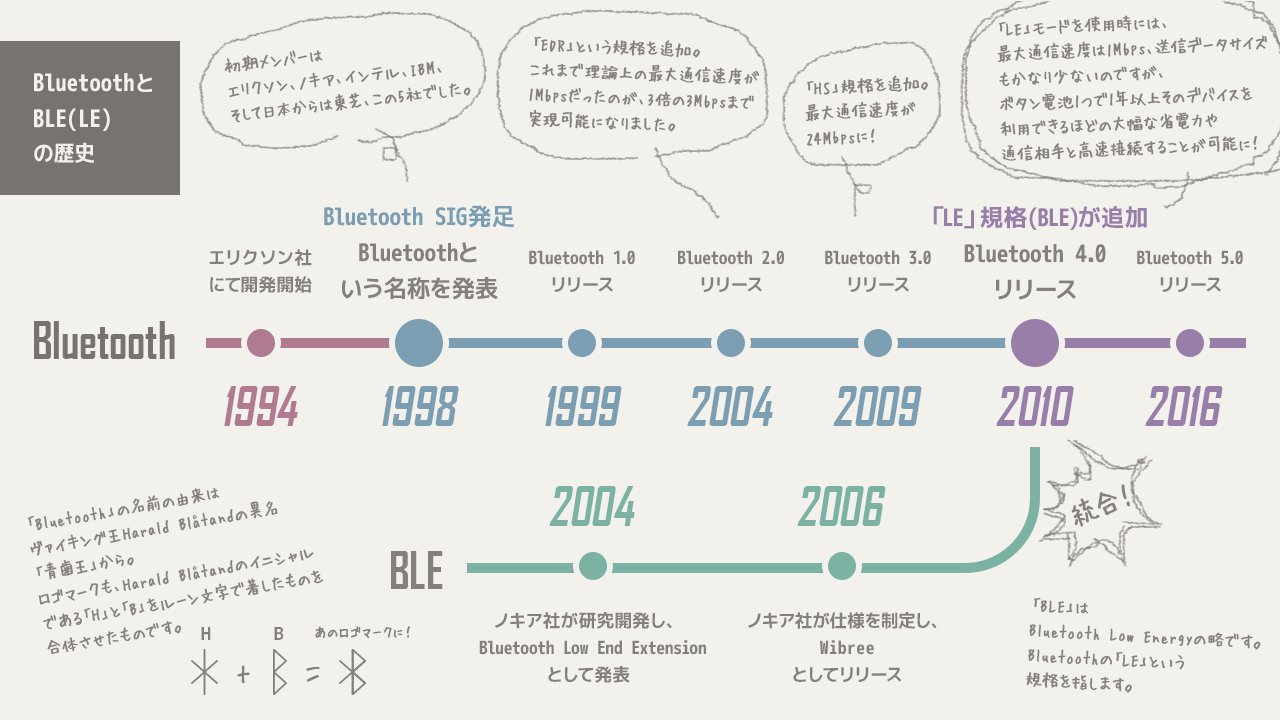 Bluetoothと
BLE(LE)
の歴史
初期メンバーは
エリクソン、ノキア、インテル、IBM、
そして日本からは東芝、この5社でした。
「EDR」という規格を追加。
これまで理論上の最大通信速度が
1Mbpsだったのが、3倍の3Mbpsまで
実現可能になりました。
「HS」規格を追加。
最大通信速度が
24Mbpsに!
「LE」モードを使用時には、
最大通信速度は1Mbps、送信データサイズ
もかなり少ないのですが、
ボタン電池1つで1年以上そのデバイスを
利用できるほどの大幅な省電力や
通信相手と高速接続することが可能に!
エリクソン社
にて開発開始
Bluetooth SIG発足
Bluetoothと
いう名称を発表
Bluetooth 1.0
リリース
Bluetooth 2.0
リリース
Bluetooth 3.0
リリース
「LE」規格(BLE)が追加
Bluetooth 4.0
リリース
Bluetooth 5.0
リリース
Bluetooth
1994
1998
1999
2004
2009
2010
2016
「Bluetooth」の名前の由来は
ヴァイキング王Harald Blåtandの異名
「青歯王」から。
ロゴマークも、Harald Blåtandのイニシャル
である「H」と「B」をルーン文字で著したものを
合体させたものです。
H
B
あのロゴマークに!
+
=
2004
2006
BLE
ノキア社が研究開発し、
Bluetooth Low End Extension
として発表
ノキア社が仕様を制定し、
Wibree
としてリリース
統合!
「BLE」は
Bluetooth Low Energyの略です。
Bluetoothの「LE」という
規格を指します。